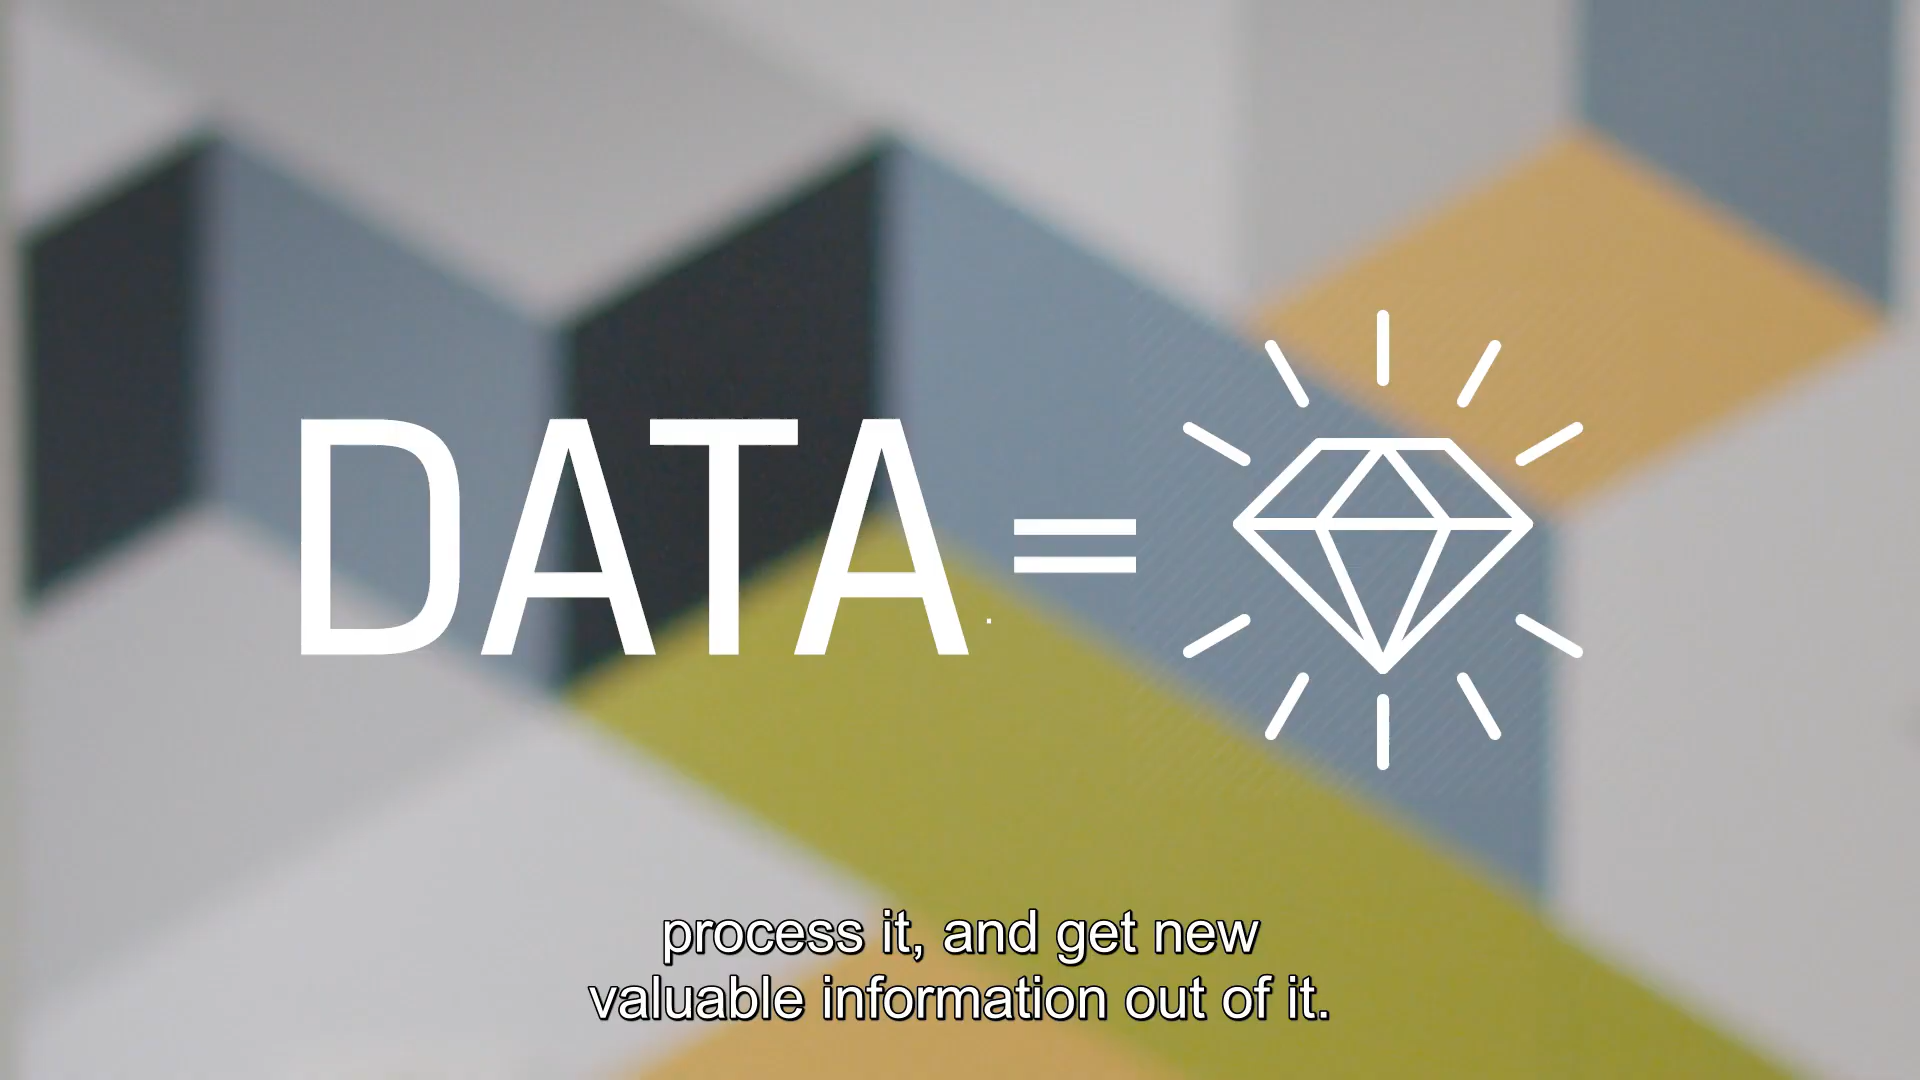 DATA =
process it, and get new
valuable information out of it.